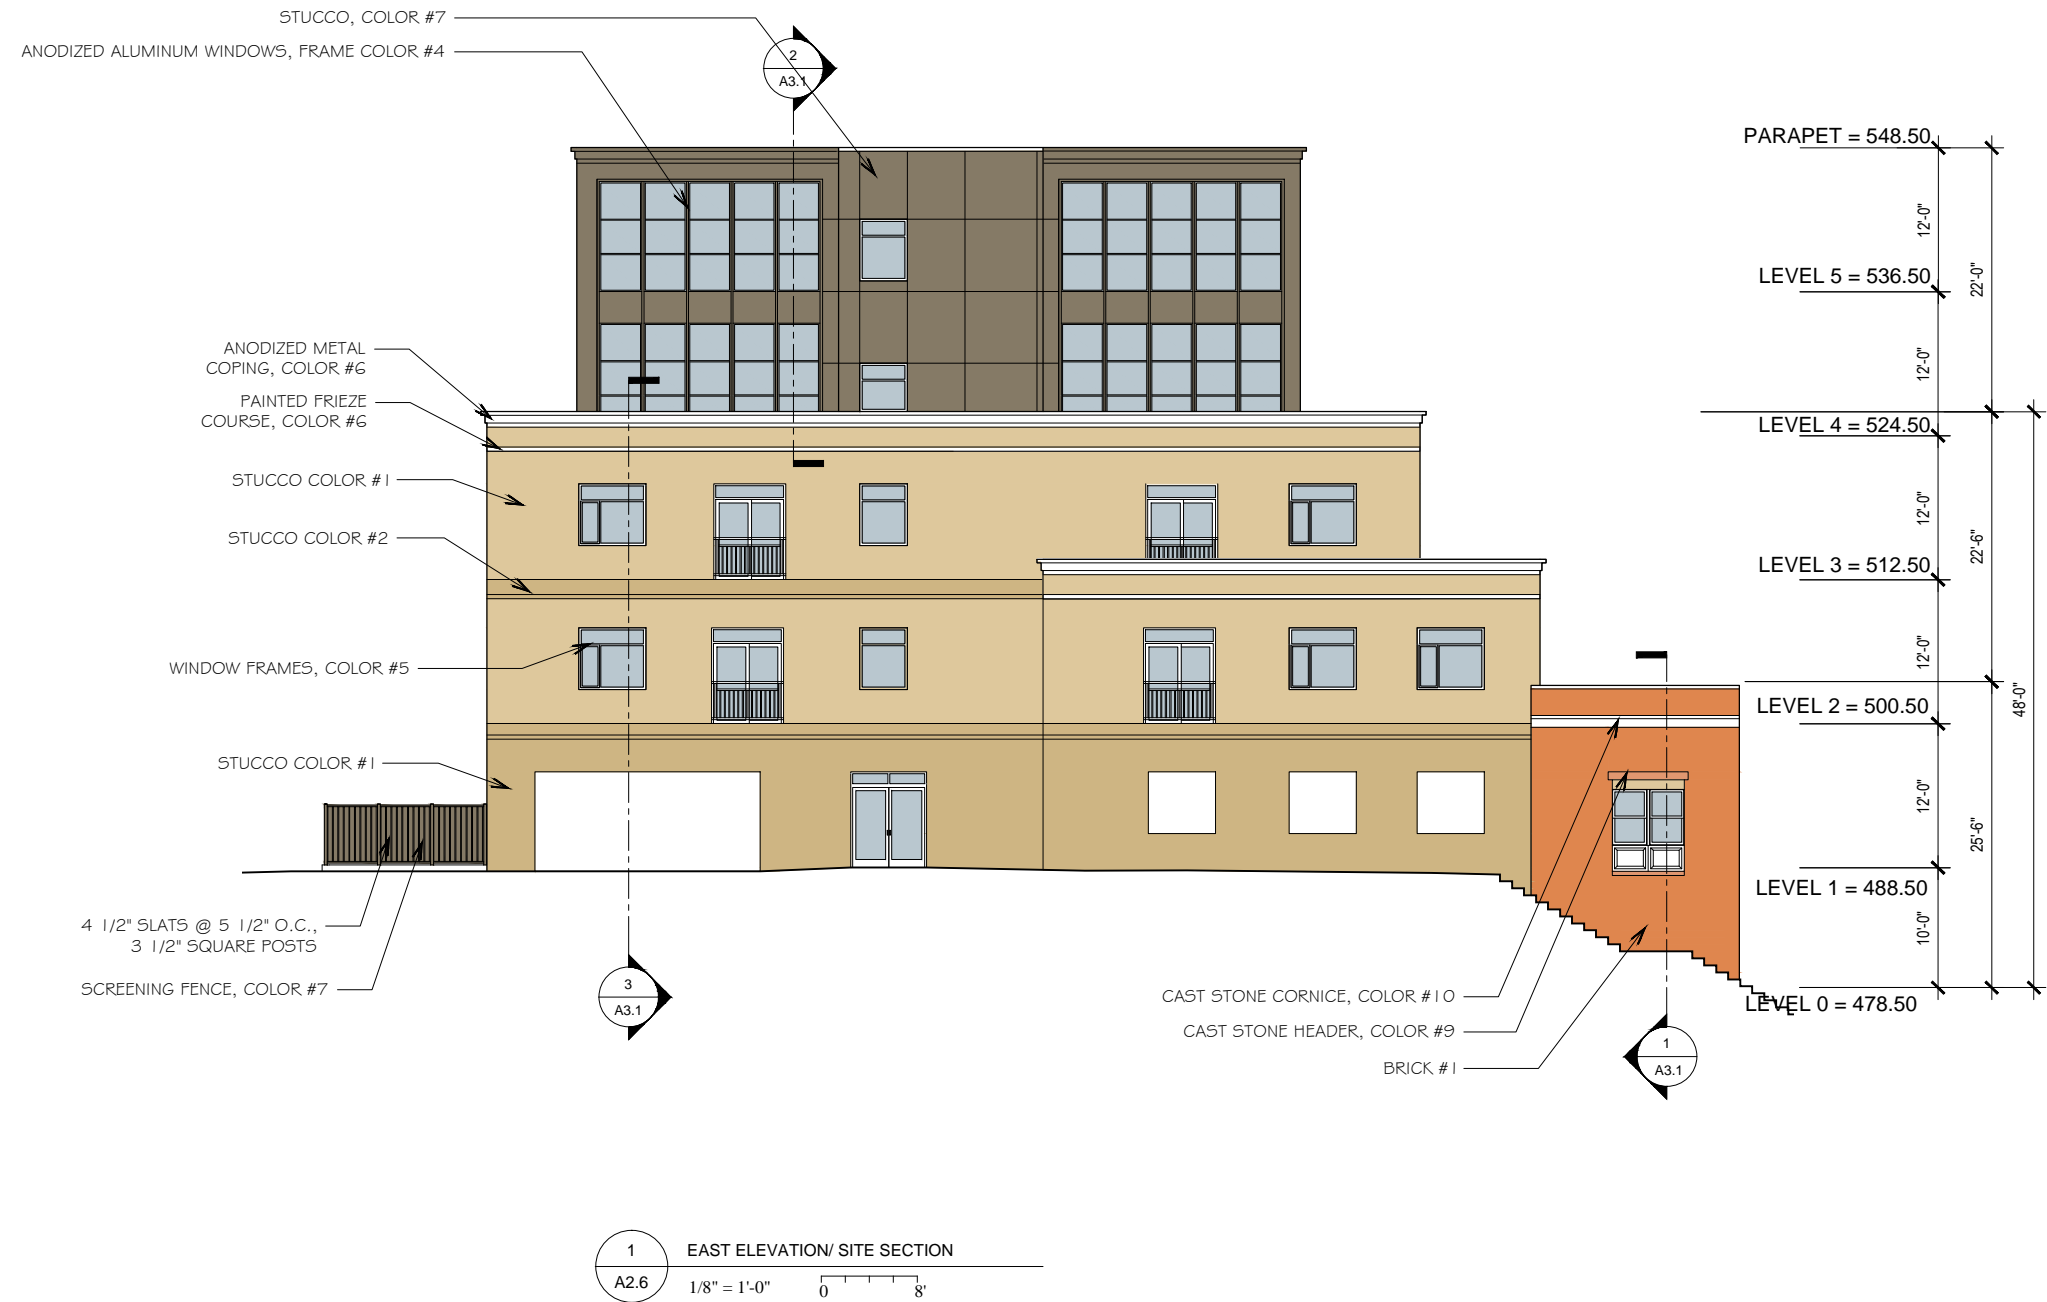 STUCCO, COLOR #7
ANODIZED ALUMINUM WINDOWS, FRAME COLOR #4
2
A3.1
PARAPET = 548.50
12'-0"
LEVEL 5 = 536.50
22'-0"
ANODIZED METAL
COPING, COLOR #6
12'-0"
PAINTED FRIEZE
COURSE, COLOR #6
LEVEL 4 = 524.50
STUCCO COLOR #1
12'-0"
STUCCO COLOR #2
22'-6"
LEVEL 3 = 512.50
12'-0"
WINDOW FRAMES, COLOR #5
LEVEL 2 = 500.50
48'-0"
STUCCO COLOR #1
12'-0"
25'-6"
LEVEL 1 = 488.50
4 1/2" SLATS @ 5 1/2" O.C.,
3 1/2" SQUARE POSTS
10'-0"
SCREENING FENCE, COLOR #7
3
A3.1
CAST STONE CORNICE, COLOR #10
LEVEL 0 = 478.50
CAST STONE HEADER, COLOR #9
BRICK #1
1
A3.1
1
A2.6
EAST ELEVATION/ SITE SECTION
1/8" = 1'-0"
0 8'